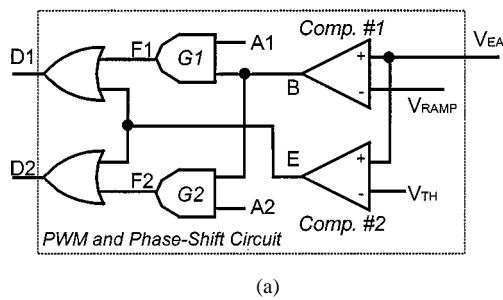 Comp. #1
D1
F1
G1
A1
VEA
+
B
-
VRAMP
D2
F2
G2
A2
E
+
-
VTH
Comp. #2
PWM and Phase-Shift Circuit
(a)